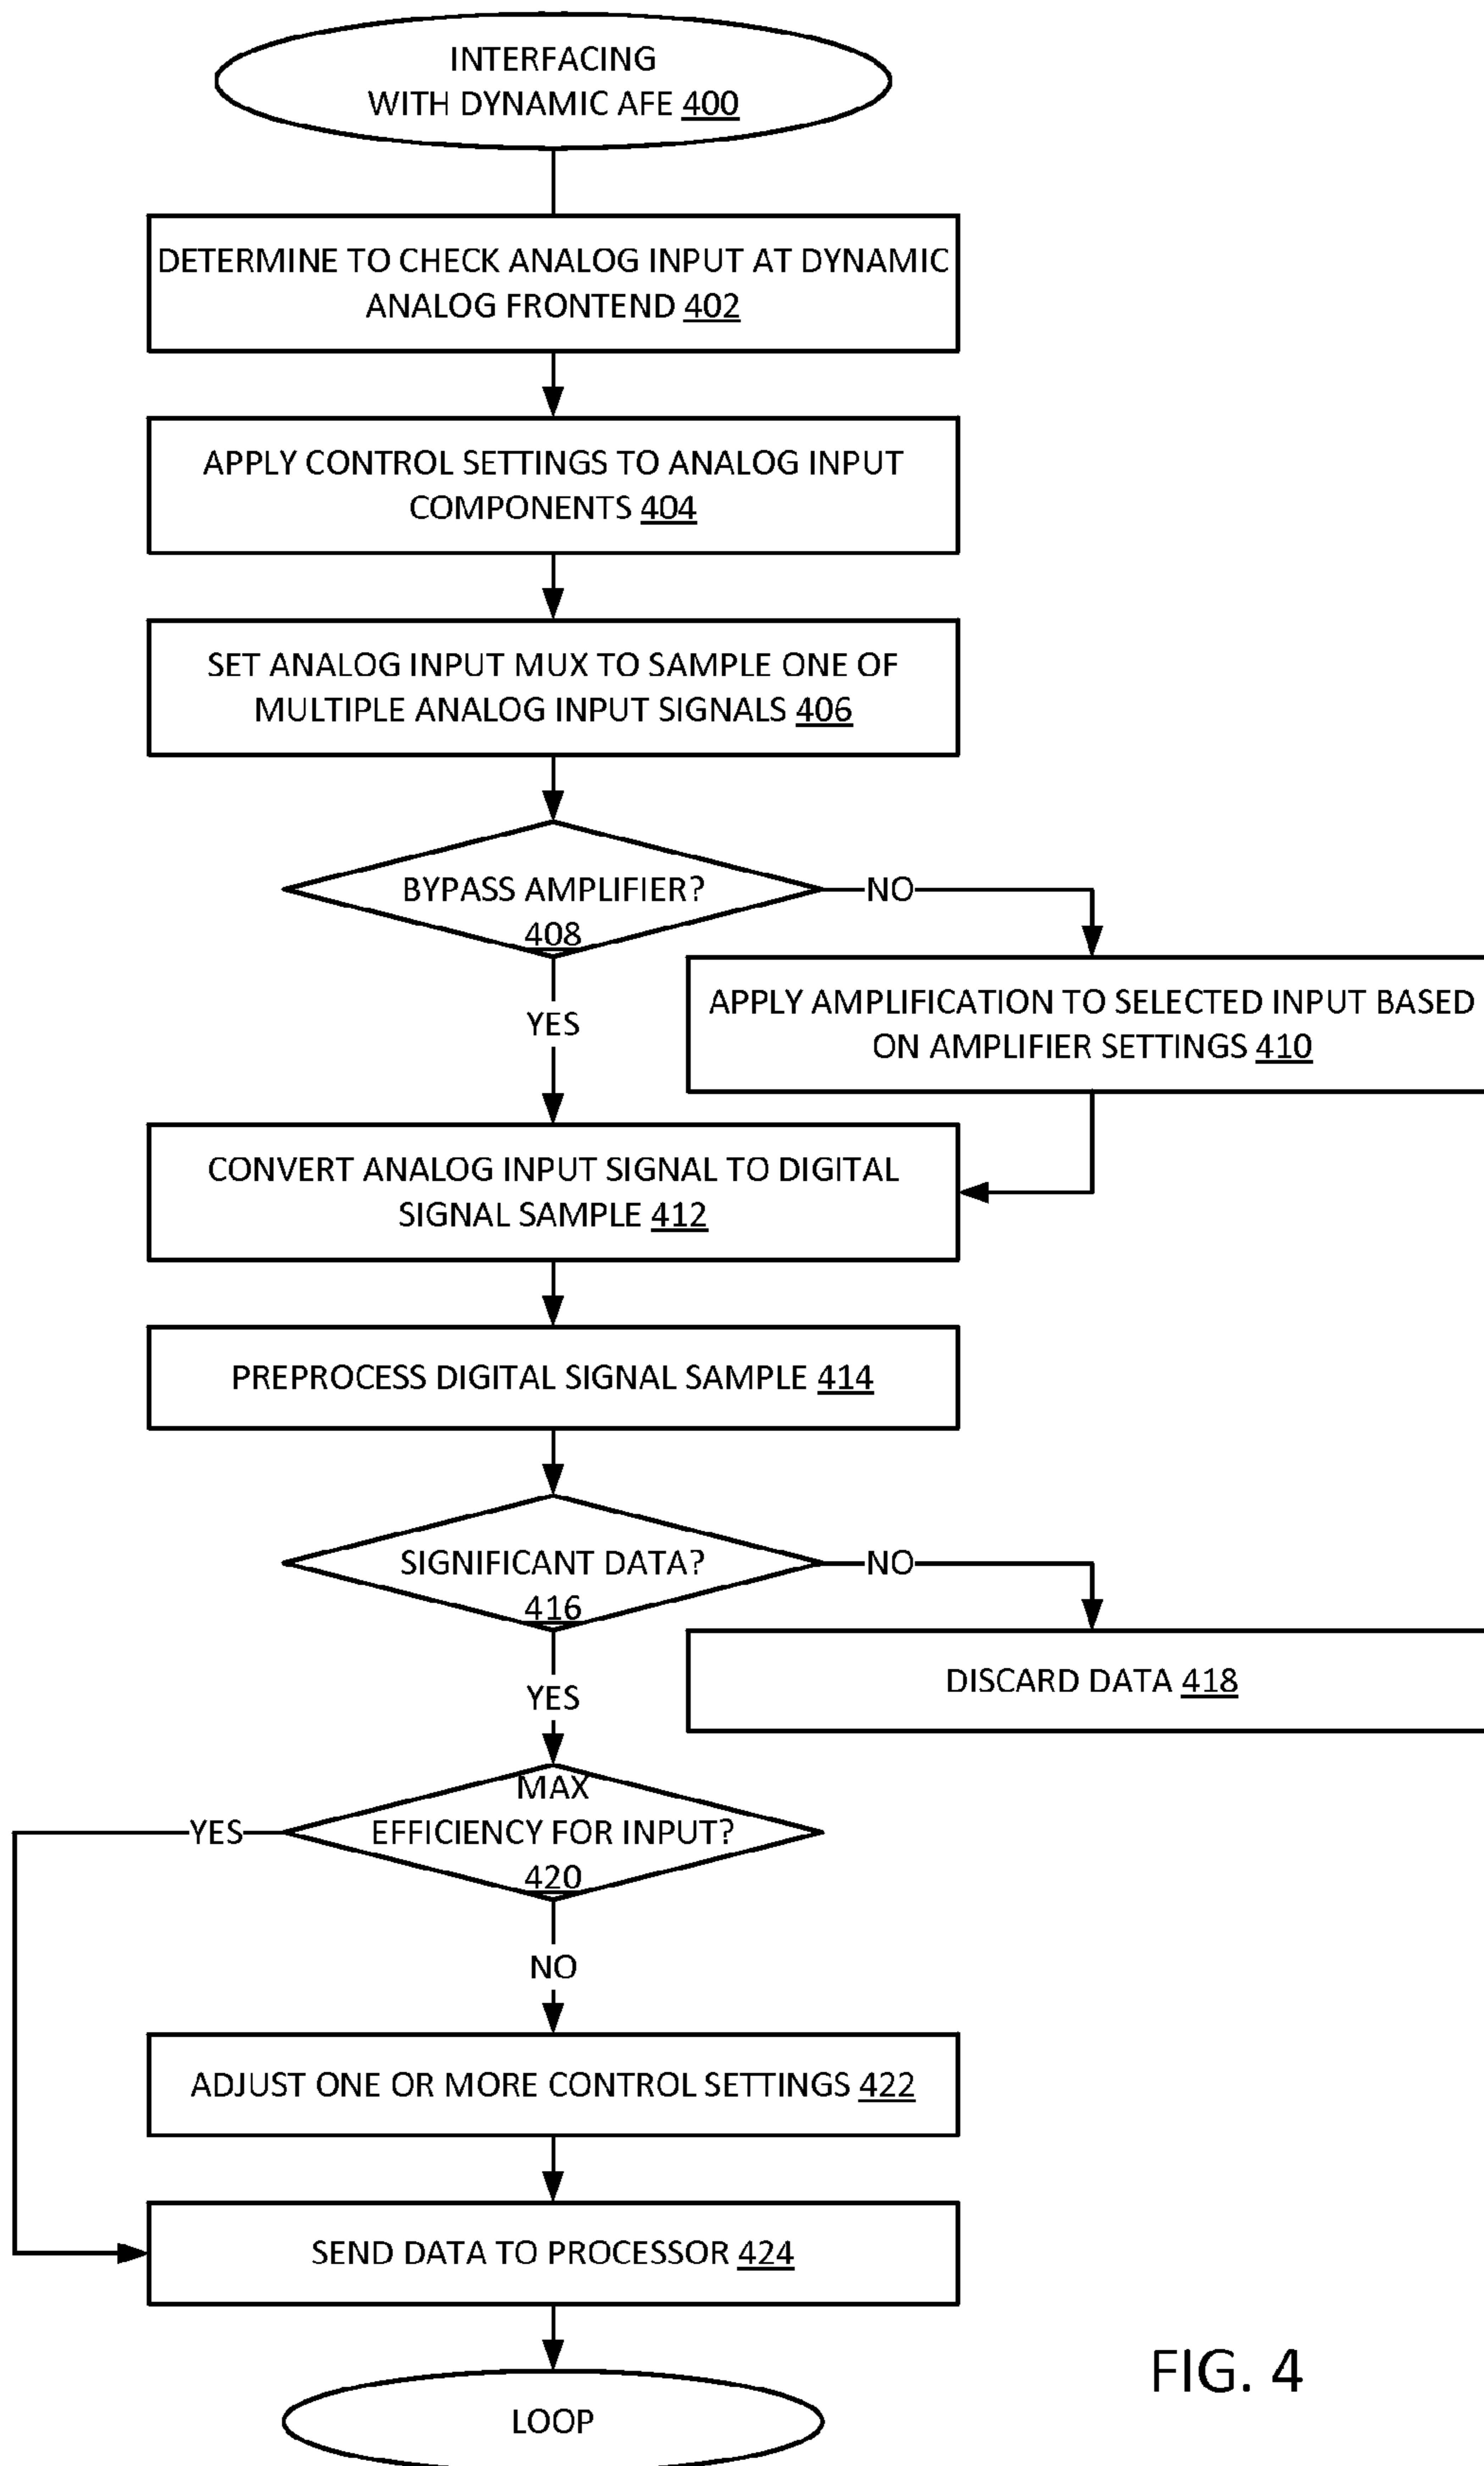 INTERFACING
WITH DYNAMIC AFE 400
DETERMINE TO CHECK ANALOG INPUT AT DYNAMIC
ANALOG FRONTEND 402
APPLY CONTROL SETTINGS TO ANALOG INPUT
COMPONENTS 404
SET ANALOG INPUT MUX TO SAMPLE ONE OF
MULTIPLE ANALOG INPUT SIGNALS 406
BYPASS AMPLIFIER?
408
NO
YES
APPLY AMPLIFICATION TO SELECTED INPUT BASED
ON AMPLIFIER SETTINGS 410
CONVERT ANALOG INPUT SIGNAL TO DIGITAL
SIGNAL SAMPLE 412
PREPROCESS DIGITAL SIGNAL SAMPLE 414
SIGNIFICANT DATA?
416
NO
YES
DISCARD DATA 418
MAX
EFFICIENCY FOR INPUT?
420
YES
NO
ADJUST ONE OR MORE CONTROL SETTINGS 422
SEND DATA TO PROCESSOR 424
LOOP
FIG. 4